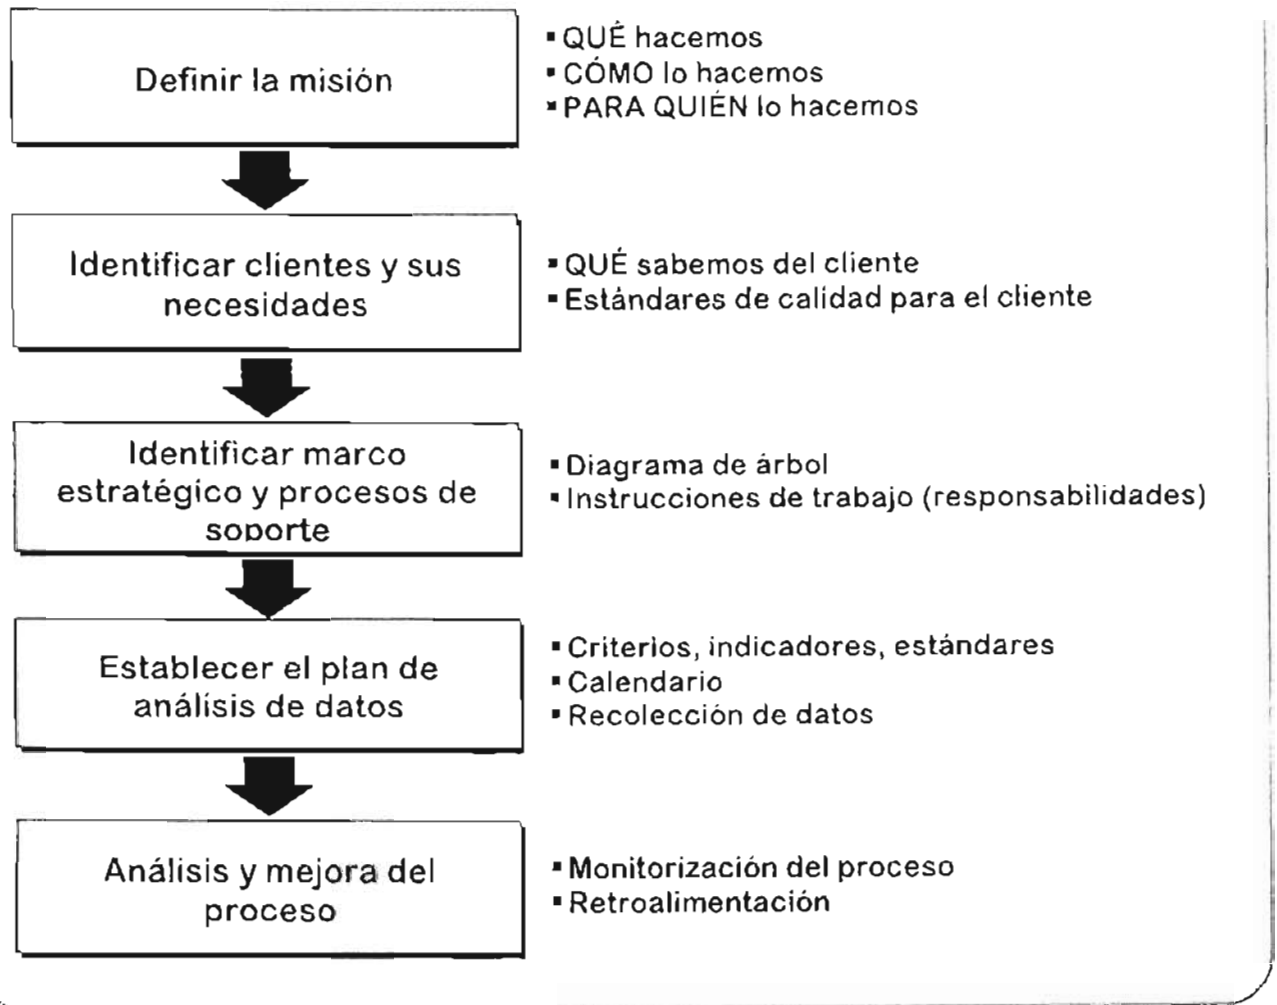 Definir la misión
▪ QUÉ hacemos
▪ CÓMO lo hacemos
▪ PARA QUIÉN lo hacemos
Identificar clientes y sus
necesidades
▪ QUÉ sabemos del cliente
▪ Estándares de calidad para el cliente
Identificar marco
estratégico y procesos de
soporte
▪ Diagrama de árbol
▪ Instrucciones de trabajo (responsabilidades)
Establecer el plan de
análisis de datos
▪ Criterios, indicadores, estándares
▪ Calendario
▪ Recolección de datos
Análisis y mejora del
proceso
▪ Monitorización del proceso
▪ Retroalimentación